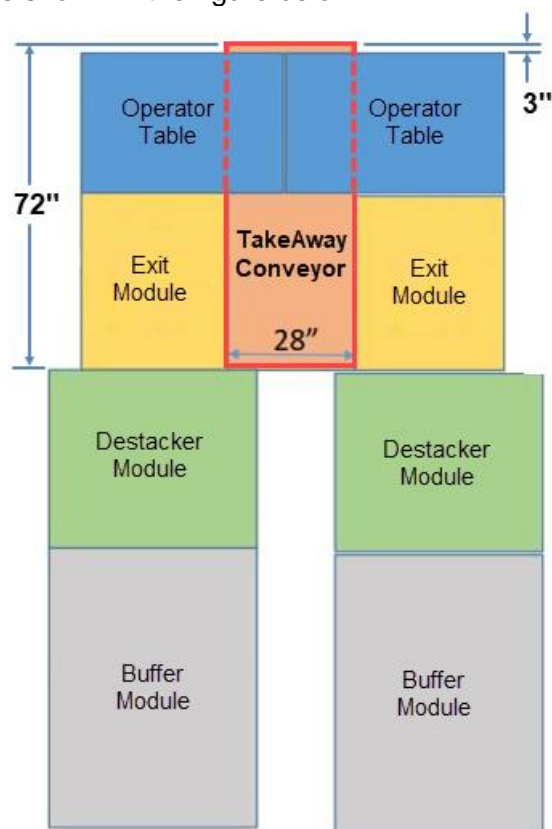 3"
Operator
Table
Operator
Table
72"
TakeAway
Conveyor
Exit
Module
Exit
Module
28”
Destacker
Module
Destacker
Module
Buffer
Module
Buffer
Module